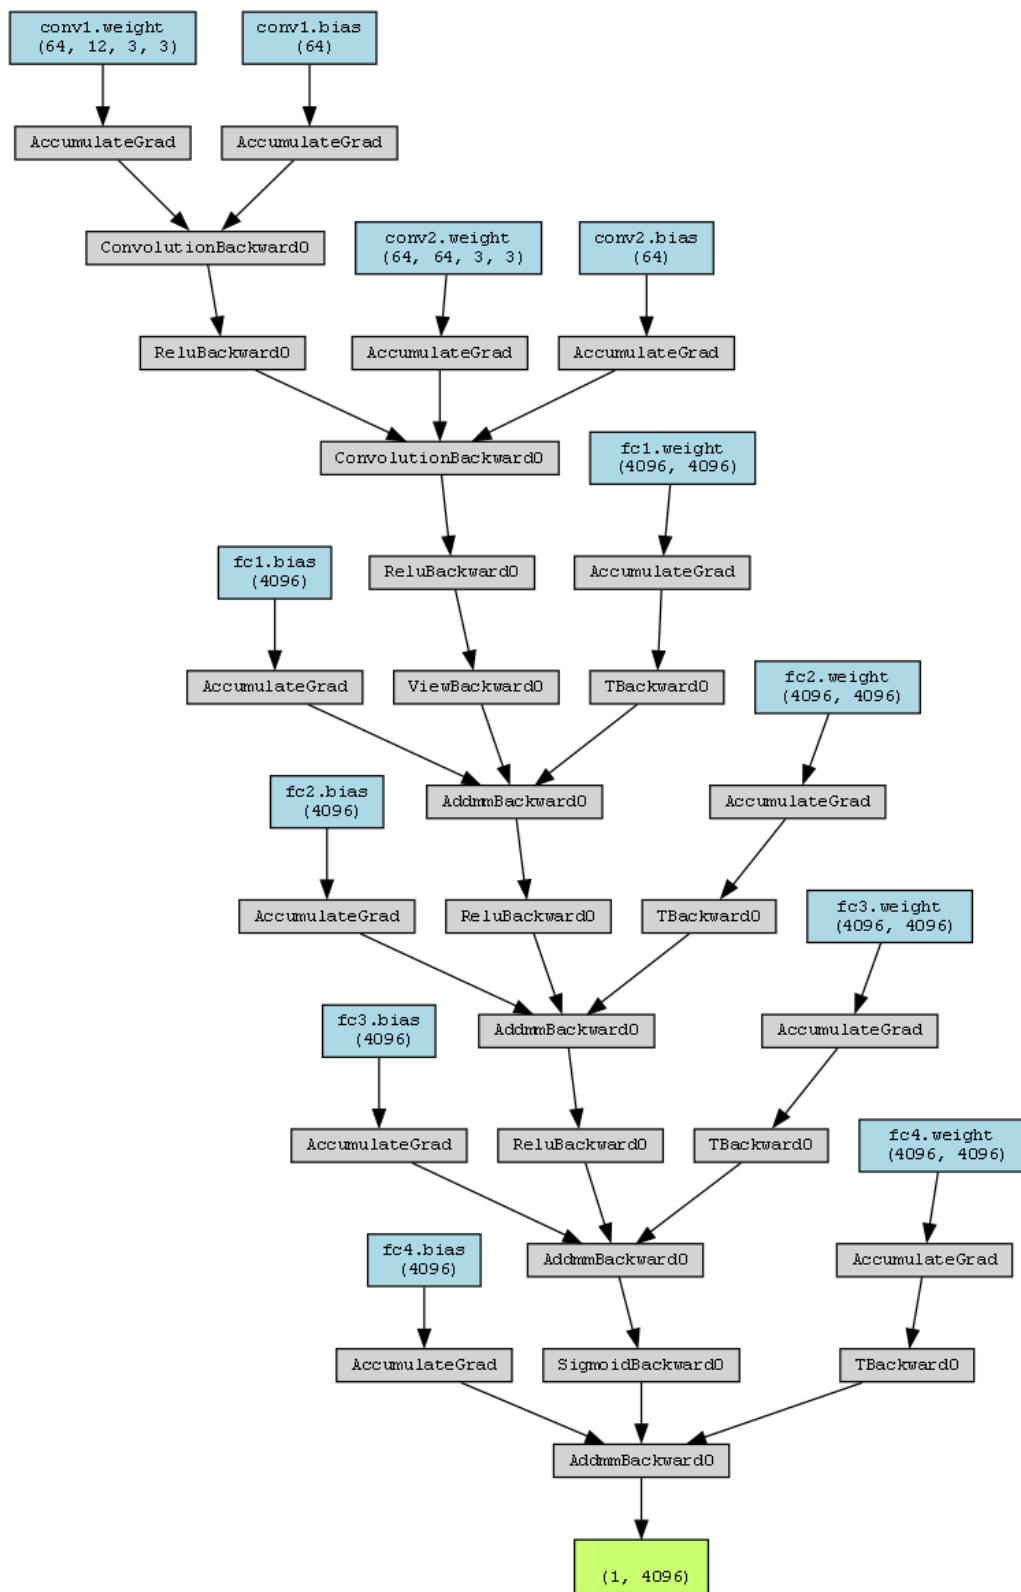 conv1.weight
(64, 12, 3, 3)
conv1.bias
(64)
AccumulateGrad
AccumulateGrad
ConvolutionBackward0
conv2.weight
(64, 64, 3, 3)
conv2.bias
(64)
ReluBackward0
AccumulateGrad
AccumulateGrad
ConvolutionBackward0
fc1.weight
(4096, 4096)
fc1.bias
(4096)
ReluBackward0
AccumulateGrad
AccumulateGrad
ViewBackward0
TBackward0
fc2.weight
(4096, 4096)
fc2.bias
(4096)
AddmmBackward0
AccumulateGrad
AccumulateGrad
ReluBackward0
TBackward0
fc3.weight
(4096, 4096)
fc3.bias
(4096)
AddmmBackward0
AccumulateGrad
AccumulateGrad
ReluBackward0
TBackward0
fc4.weight
(4096, 4096)
fc4.bias
(4096)
AddmmBackward0
AccumulateGrad
AccumulateGrad
SigmoidBackward0
TBackward0
AddmmBackward0
(1, 4096)